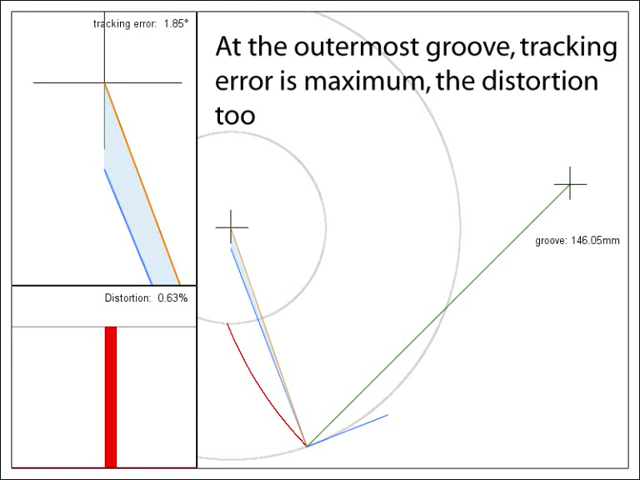 tracking error: 1.85°
At the outermost groove, tracking
error is maximum, the distortion
too
groove: 146.05mm
Distortion: 0.63%